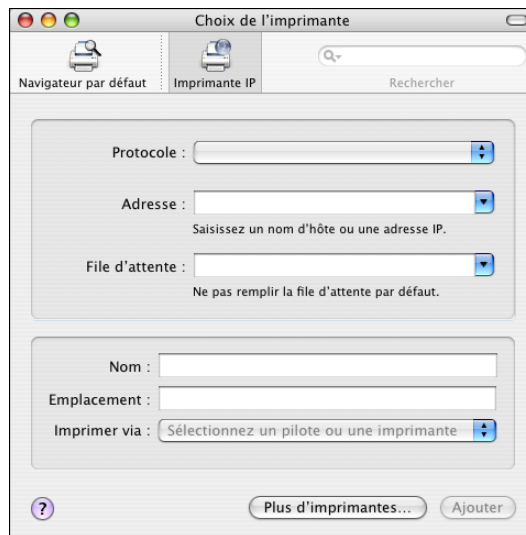 Choix de l'imprimante
Navigateur par défaut
Imprimante IP
Rechercher
Protocole :
Adresse :
Saisissez un nom d'hôte ou une adresse IP.
File d'attente :
Ne pas remplir la file d'attente par défaut.
Nom :
Emplacement :
Imprimer via : Sélectionnez un pilote ou une imprimante
? Plus d'imprimantes... Ajouter